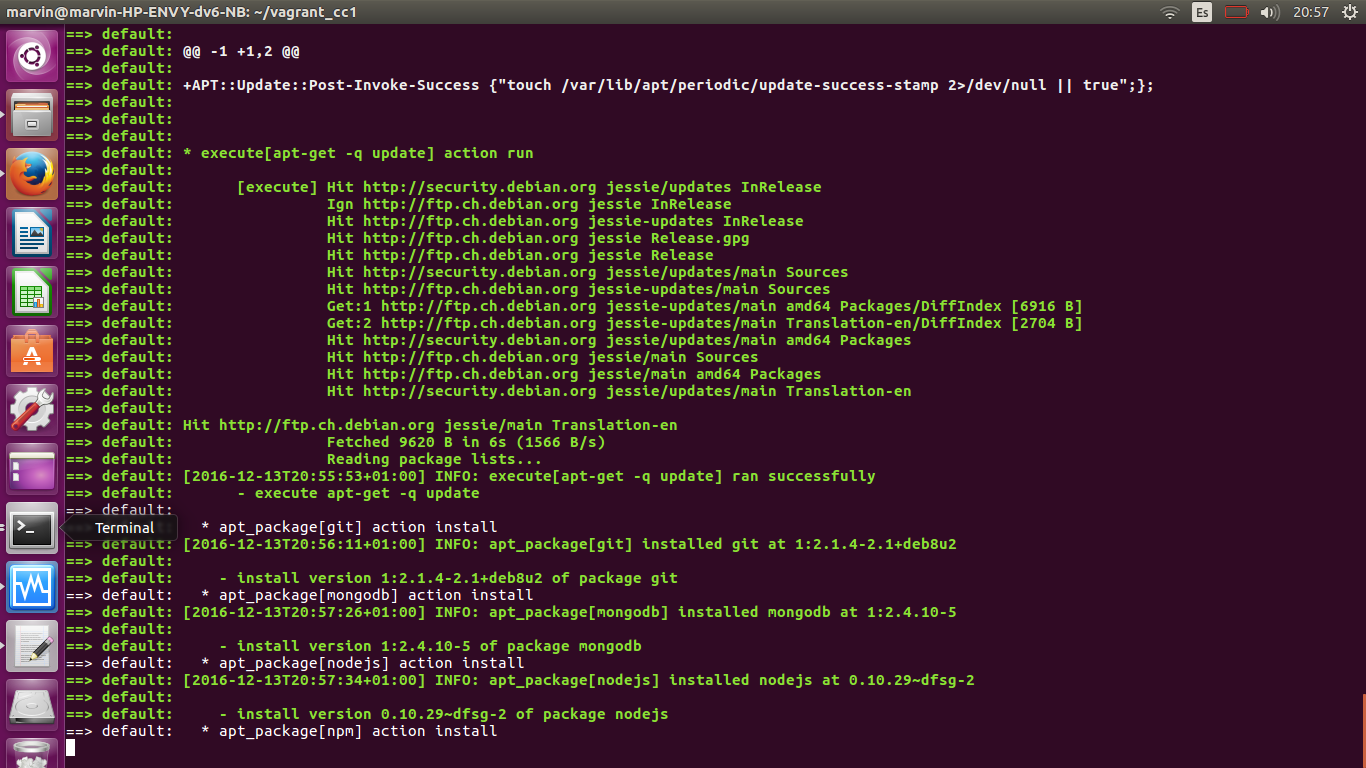 marvin@marvin-HP-ENVY-dv6-NB: ~/vagrant_cc1 Es 20:57
==> default:
==> default: @@ -1 +1,2 @@
==> default:
==> default: +APT::Update::Post-Invoke-Success {"touch /var/lib/apt/periodic/update-success-stamp 2>/dev/null || true";};
==> default:
==> default:
==> default:
==> default: * execute[apt-get -q update] action run
==> default:
==> default: [execute] Hit http://security.debian.org jessie/updates InRelease
==> default: Ign http://ftp.ch.debian.org jessie InRelease
==> default: Hit http://ftp.ch.debian.org jessie-updates InRelease
==> default: Hit http://ftp.ch.debian.org jessie Release.gpg
==> default: Hit http://ftp.ch.debian.org jessie Release
==> default: Hit http://security.debian.org jessie/updates/main Sources
==> default: Hit http://ftp.ch.debian.org jessie-updates/main Sources
==> default: Get:1 http://ftp.ch.debian.org jessie-updates/main amd64 Packages/DiffIndex [6916 B]
==> default: Get:2 http://ftp.ch.debian.org jessie-updates/main Translation-en/DiffIndex [2704 B]
==> default: Hit http://security.debian.org jessie/updates/main amd64 Packages
==> default: Hit http://ftp.ch.debian.org jessie/main Sources
==> default: Hit http://ftp.ch.debian.org jessie/main amd64 Packages
==> default: Hit http://security.debian.org jessie/updates/main Translation-en
==> default:
==> default: Hit http://ftp.ch.debian.org jessie/main Translation-en
==> default: Fetched 9620 B in 6s (1566 B/s)
==> default: Reading package lists...
==> default: [2016-12-13T20:55:53+01:00] INFO: execute[apt-get -q update] ran successfully
==> default: - execute apt-get -q update
==> default:
Terminal * apt_package[git] action install
==> default: [2016-12-13T20:56:11+01:00] INFO: apt_package[git] installed git at 1:2.1.4-2.1+deb8u2
==> default:
==> default: - install version 1:2.1.4-2.1+deb8u2 of package git
==> default: * apt_package[mongodb] action install
==> default: [2016-12-13T20:57:26+01:00] INFO: apt_package[mongodb] installed mongodb at 1:2.4.10-5
==> default:
==> default: - install version 1:2.4.10-5 of package mongodb
==> default: * apt_package[nodejs] action install
==> default: [2016-12-13T20:57:34+01:00] INFO: apt_package[nodejs] installed nodejs at 0.10.29~dfsg-2
==> default:
==> default: - install version 0.10.29~dfsg-2 of package nodejs
==> default: * apt_package[npm] action install